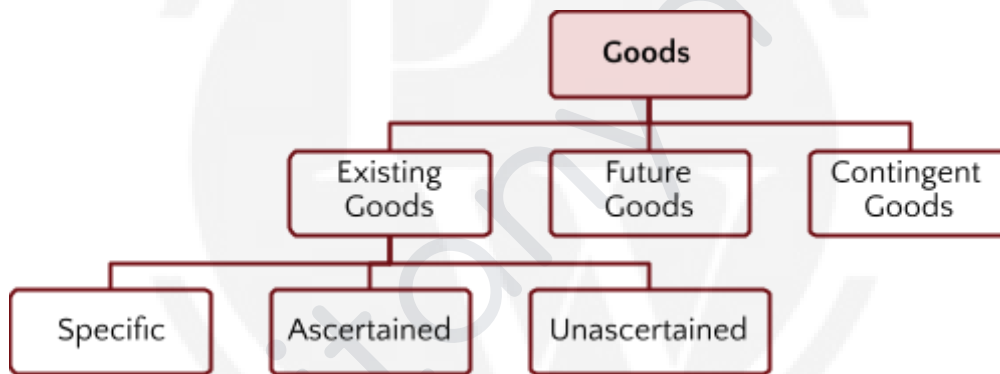 Goods
Existing
Goods
Future
Goods
Contingent
Goods
Specific
Ascertained
Unascertained